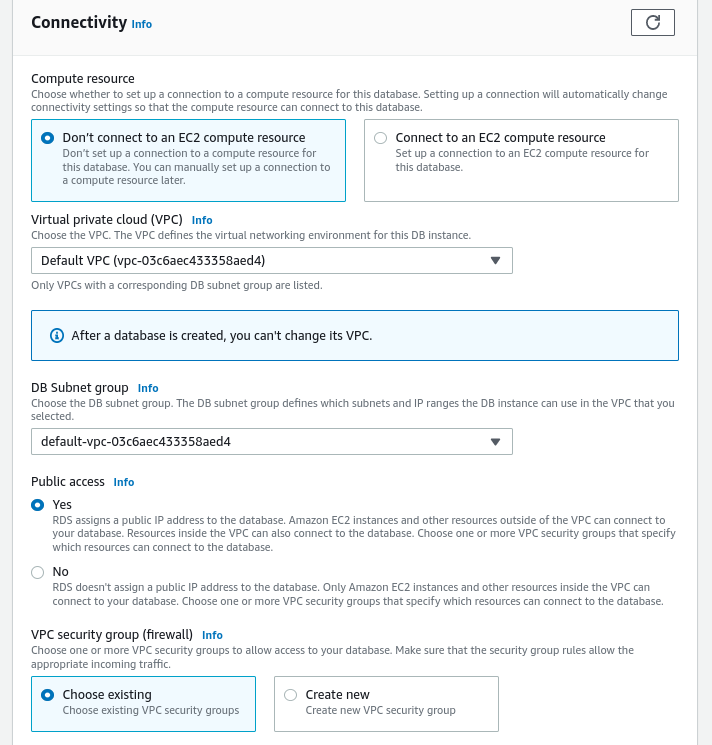 Connectivity Info
Compute resource
Choose whether to set up a connection to a compute resource for this database. Setting up a connection will automatically change
connectivity settings so that the compute resource can connect to this database.
Don't connect to an EC2 compute resource
Don't set up a connection to a compute resource for
this database. You can manually set up a connection to
a compute resource later.
Connect to an EC2 compute resource
Set up a connection to an EC2 compute resource for
this database.
Virtual private cloud (VPC) Info
Choose the VPC. The VPC defines the virtual networking environment for this DB instance.
Default VPC (vpc-03c6aec433358aed4)
Only VPCs with a corresponding DB subnet group are listed.
After a database is created, you can't change its VPC.
DB Subnet group Info
Choose the DB subnet group. The DB subnet group defines which subnets and IP ranges the DB instance can use in the VPC that you
selected.
default-vpc-03c6aec433358aed4
Public access Info
Yes
RDS assigns a public IP address to the database. Amazon EC2 instances and other resources outside of the VPC can connect to
your database. Resources inside the VPC can also connect to the database. Choose one or more VPC security groups that specify
which resources can connect to the database.
No
RDS doesn't assign a public IP address to the database. Only Amazon EC2 instances and other resources inside the VPC can
connect to your database. Choose one or more VPC security groups that specify which resources can connect to the database.
VPC security group (firewall) Info
Choose one or more VPC security groups to allow access to your database. Make sure that the security group rules allow the
appropriate incoming traffic.
Choose existing
Choose existing VPC security groups
Create new
Create new VPC security group